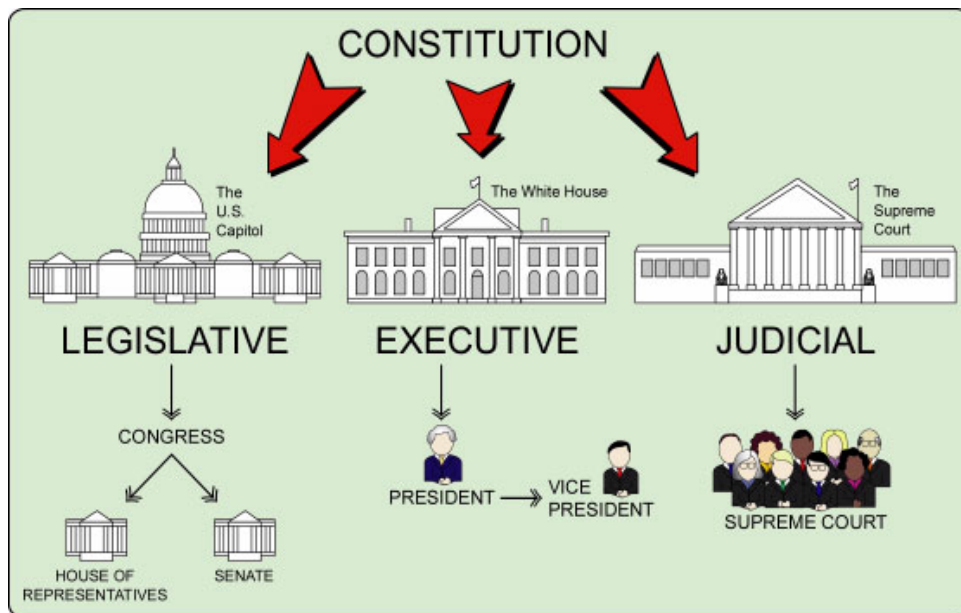 CONSTITUTION
The
U.S.
Capitol
The White House
The
Supreme
Court
LEGISLATIVE
EXECUTIVE
JUDICIAL
CONGRESS
PRESIDENT
VICE
PRESIDENT
SUPREME COURT
HOUSE OF
REPRESENTATIVES
SENATE